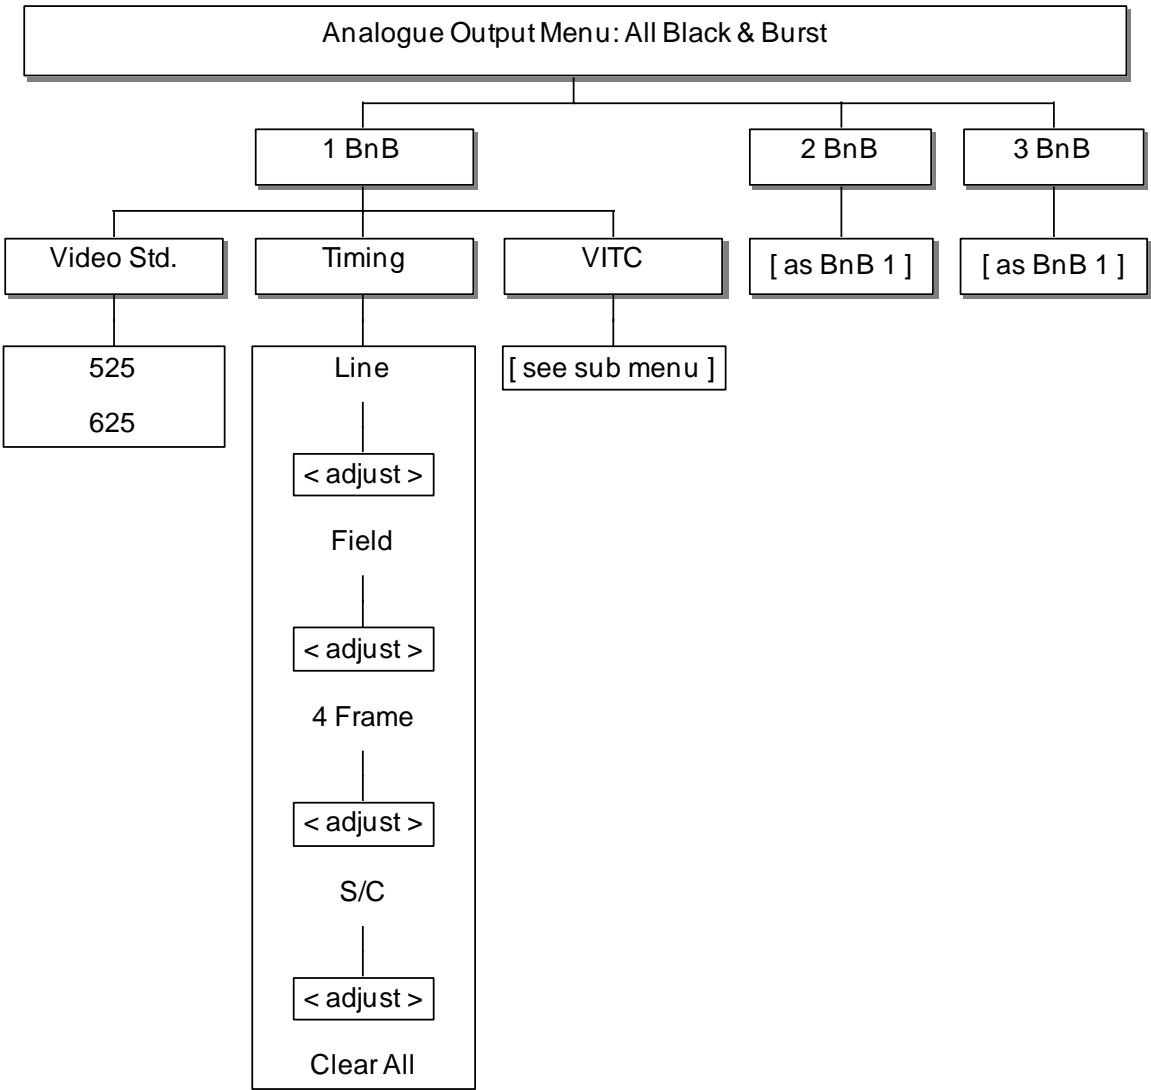 Analogue Output Menu: All Black & Burst
1 BnB
2 BnB
3 BnB
Video Std.
Timing
VITC
[ as BnB 1 ]
[ as BnB 1 ]
525
625
Line
[ see sub menu ]
< adjust >
Field
< adjust >
4 Frame
< adjust >
S/C
< adjust >
Clear All